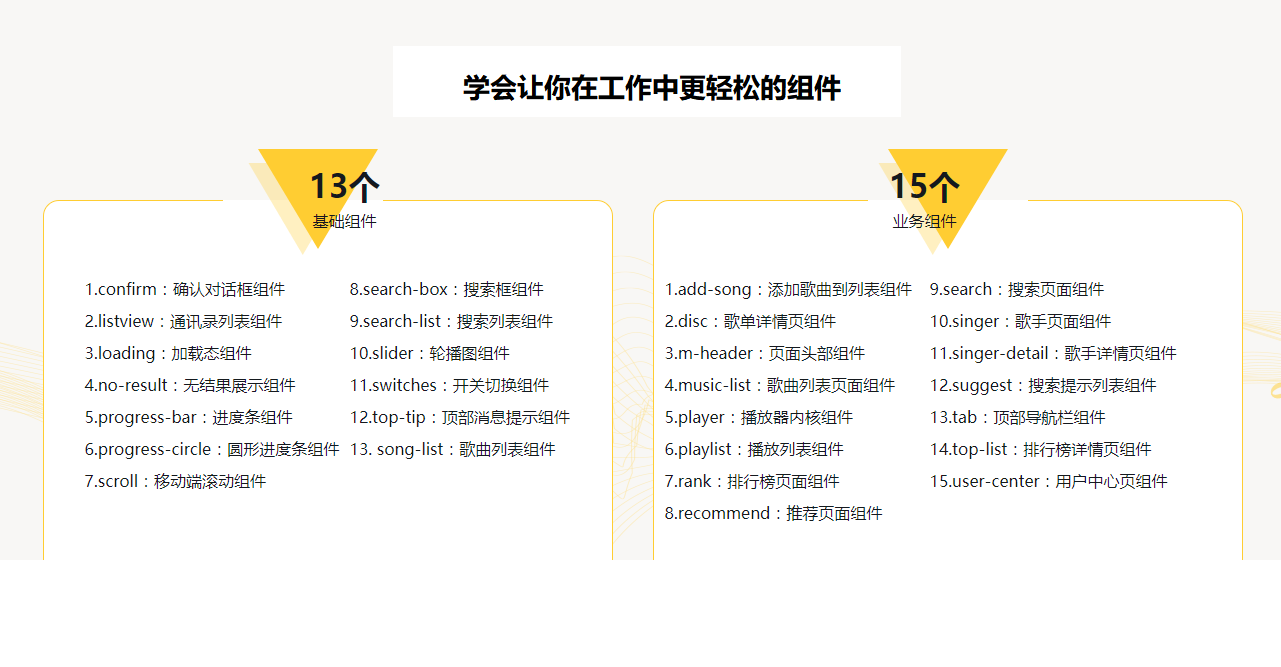 学会让你在工作中更轻松的组件
13个
基础组件
1.confirm：确认对话框组件
2.listview：通讯录列表组件
3.loading：加载态组件
4.no-result：无结果展示组件
5.progress-bar：进度条组件
6.progress-circle：圆形进度条组件
7.scroll：移动端滚动组件
8.search-box：搜索框组件
9.search-list：搜索列表组件
10.slider：轮播图组件
11.switches：开关切换组件
12.top-tip：顶部消息提示组件
13. song-list：歌曲列表组件
15个
业务组件
1.add-song：添加歌曲到列表组件
2.disc：歌单详情页组件
3.m-header：页面头部组件
4.music-list：歌曲列表页面组件
5.player：播放器内核组件
6.playlist：播放列表组件
7.rank：排行榜页面组件
8.recommend：推荐页面组件
9.search：搜索页面组件
10.singer：歌手页面组件
11.singer-detail：歌手详情页组件
12.suggest：搜索提示列表组件
13.tab：顶部导航栏组件
14.top-list：排行榜详情页组件
15.user-center：用户中心页组件